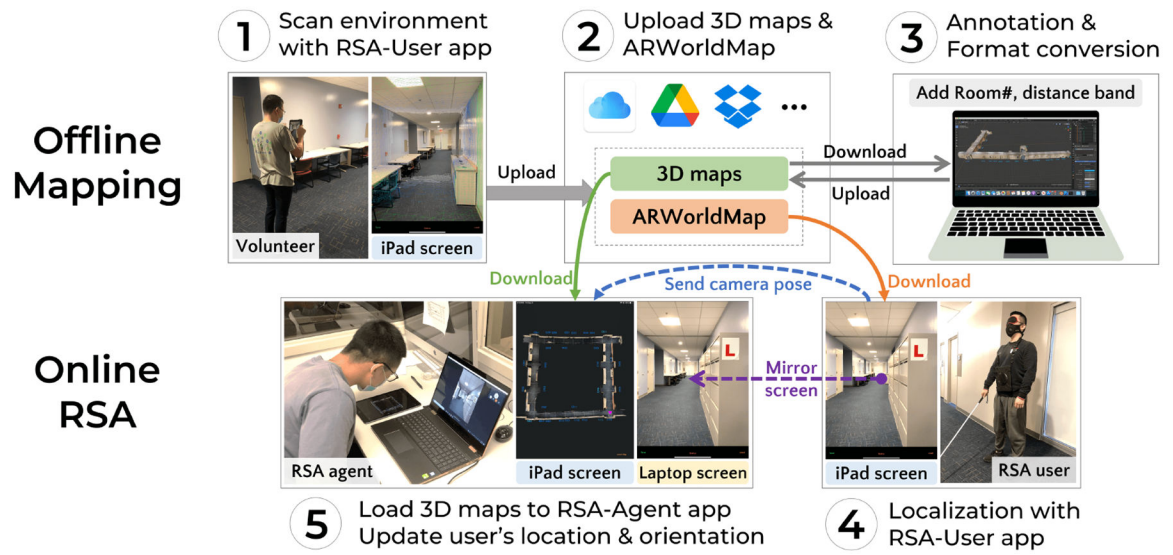 1
Scan environment
with RSA-User app
2
Upload 3D maps &
ARWorldMap
3
Annotation &
Format conversion
Offline
Mapping
Volunteer
iPad screen
Upload
3D maps
ARWorldMap
Download
Upload
Add Room#, distance band
Download
Send camera pose
Download
Online
RSA
RSA agent
iPad screen
Laptop screen
L
Mirror
screen
L
iPad screen
RSA user
5
Load 3D maps to RSA-Agent app
Update user's location & orientation
4
Localization with
RSA-User app